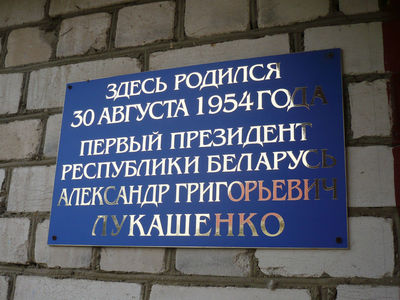 ЗДЕСЬ РОДИЛСЯ
30 АВГУСТА 1954 ГОДА
ПЕРВЫЙ ПРЕЗИДЕНТ
РЕСПУБЛИКИ БЕЛАРУСЬ
АЛЕКСАНДР ГРИГОРЬЕВИЧ
ЛУКАШЕНКО